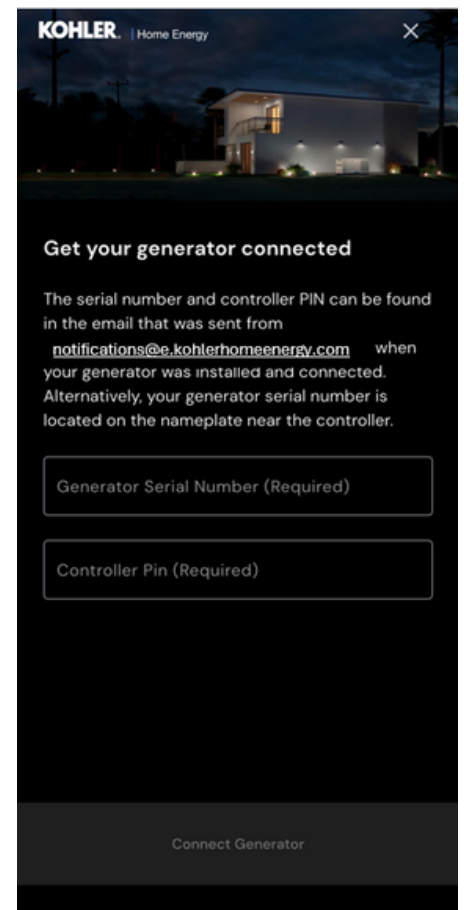 KOHLER. | Home Energy
Get your generator connected
The serial number and controller PIN can be found
in the email that was sent from
notifications@e.kohlerhomeenergy.com when
your generator was installed and connected.
Alternatively, your generator serial number is
located on the nameplate near the controller.
Generator Serial Number (Required)
Controller Pin (Required)
Connect Generator